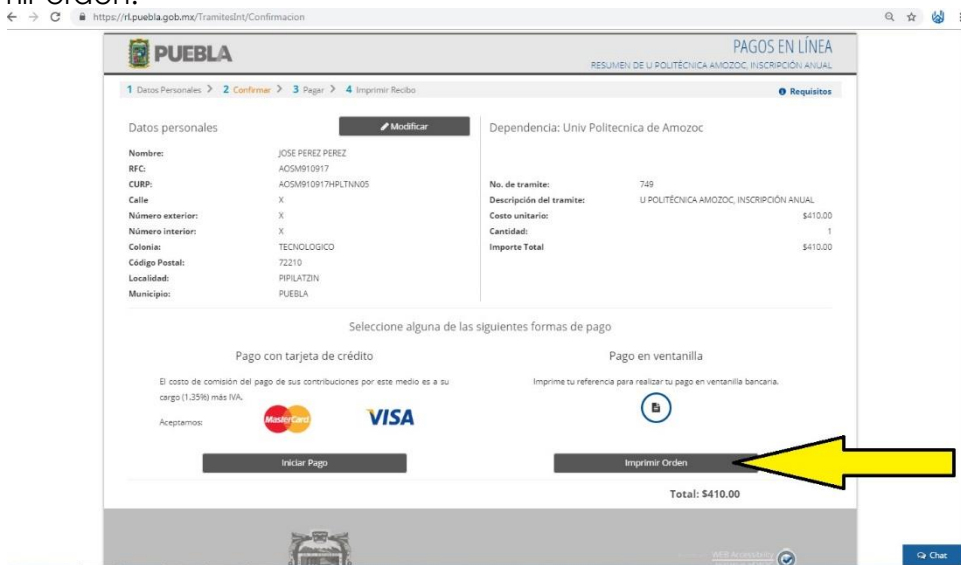 https://rl.puebla.gob.mx/TramitesInt/Confirmacion
PUEBLA
PAGOS EN LÍNEA
RESUMEN DE U POLITÉCNICA AMOZOC, INSCRIPCIÓN ANUAL
1 Datos Personales > 2 Confirmar > 3 Pagar > 4 Imprimir Recibo
Requisitos
Datos personales
Modificar
Nombre: JOSE PEREZ PEREZ
RFC: AOSM910917
CURP: AOSM910917HPLTNN05
Calle X
Número exterior: X
Número interior: X
Colonia: TECNOLOGICO
Código Postal: 72210
Localidad: PIPILATZIN
Municipio: PUEBLA
Dependencia: Univ Politecnica de Amozoc
No. de tramite: 749
Descripción del tramite: U POLITÉCNICA AMOZOC, INSCRIPCIÓN ANUAL
Costo unitario: $410.00
Cantidad: 1
Importe Total $410.00
Seleccione alguna de las siguientes formas de pago
Pago con tarjeta de crédito
El costo de comisión del pago de sus contribuciones por este medio es a su
cargo (1.35%) más IVA.
Aceptamos:
MasterCard
VISA
Iniciar Pago
Pago en ventanilla
Imprime tu referencia para realizar tu pago en ventanilla bancaria.
Imprimir Orden
Total: $410.00
WEB Accessibility
Chat